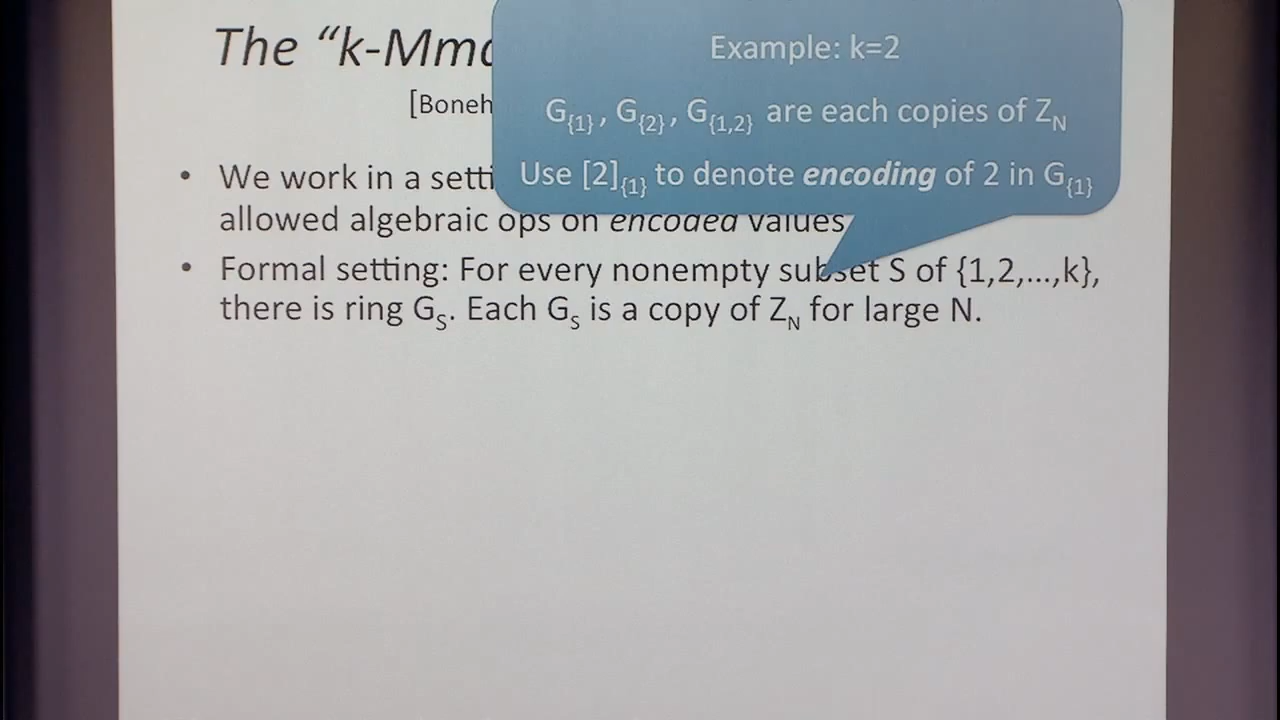 The “k-Mm
[Boneh
Example: k=2
G{1}, G{2}, G{1,2} are each copies of ZN
Use [2]{1} to denote encoding of 2 in G{1}
• We work in a setti
allowed algebraic ops on encoded values
• Formal setting: For every nonempty subset S of {1,2,...,k},
there is ring GS. Each GS is a copy of ZN for large N.